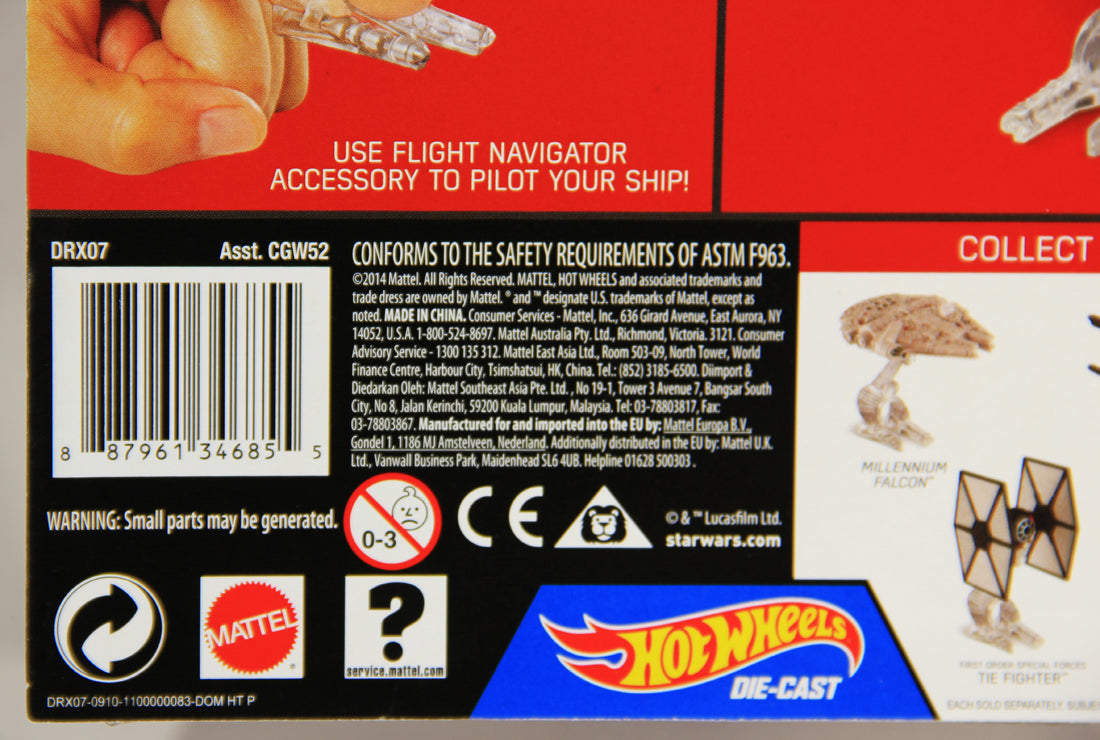 USE FLIGHT NAVIGATOR
ACCESSORY TO PILOT YOUR SHIP!
DRX07 Asst. CGW52
8 87961 34685 5
CONFORMS TO THE SAFETY REQUIREMENTS OF ASTM F963.
©2014 Mattel. All Rights Reserved. MATTEL, HOT WHEELS and associated trademarks and
trade dress are owned by Mattel. ® and ™ designate U.S. trademarks of Mattel, except as
noted. MADE IN CHINA. Consumer Services - Mattel, Inc., 636 Girard Avenue, East Aurora, NY
14052, U.S.A. 1-800-524-8697. Mattel Australia Pty. Ltd., Richmond, Victoria. 3121. Consumer
Advisory Service - 1300 135 312. Mattel East Asia Ltd., Room 503-09, North Tower, World
Finance Centre, Harbour City, Tsimshatsui, HK, China. Tel.: (852) 3185-6500. Diimport &
Diedarkan Oleh: Mattel Southeast Asia Pte. Ltd. , No 19-1, Tower 3 Avenue 7, Bangsar South
City, No 8, Jalan Kerinchi, 59200 Kuala Lumpur, Malaysia. Tel: 03-78803817, Fax:
03-78803867. Manufactured for and imported into the EU by: Mattel Europa B.V.,
Gondel 1, 1186 MJ Amstelveen, Nederland. Additionally distributed in the EU by: Mattel U.K.
Ltd., Vanwall Business Park, Maidenhead SL6 4UB. Helpline 01628 500303 .
WARNING: Small parts may be generated.
0-3
CE
© & ™ Lucasfilm Ltd.
starwars.com
MATTEL
®
?
service.mattel.com
HOT WHEELS
DIE-CAST
DRX07-0910-1100000083-DOM HT P
COLLECT
MILLENNIUM
FALCON™
FIRST ORDER SPECIAL FORCES
TIE FIGHTER™
EACH SOLD SEPARATELY.